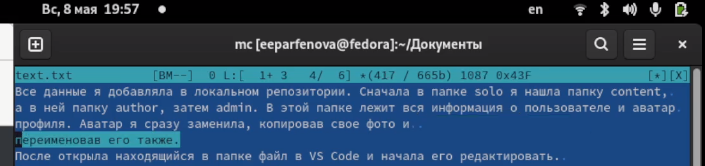 Вс, 8 мая 19:57 en
mc [eeparfenova@fedora]:~/Документы
text.txt [BM--] 0 L:[ 1+ 3 4/ 6] *(417 / 665b) 1087 0x43F [*][X]
Все данные я добавляла в локальном репозитории. Сначала в папке solo я нашла папку content,.
а в ней папку author, затем admin. В этой папке лежит вся информация о пользователе и аватар.
профиля. Аватар я сразу заменила, копировав свое фото и..
переименовав его также.
После открыла находящийся в папке файл в VS Code и начала его редактировать..